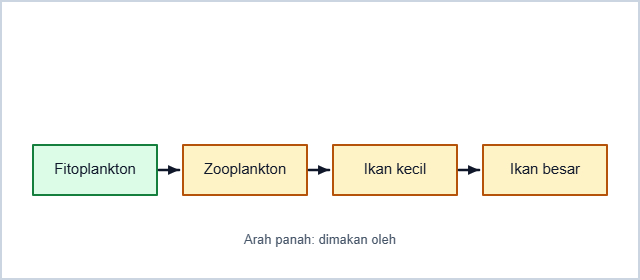 Fitoplankton
Zooplankton
Ikan kecil
Ikan besar
Arah panah: dimakan oleh